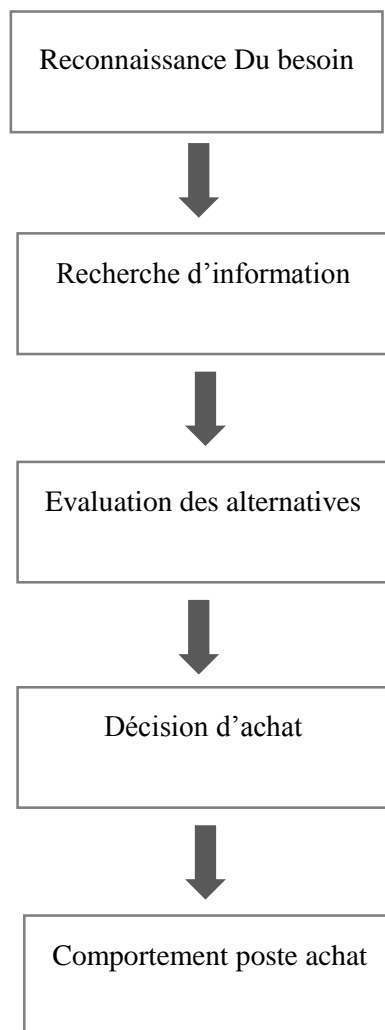 Reconnaissance Du besoin
Recherche d’information
Evaluation des alternatives
Décision d’achat
Comportement poste achat